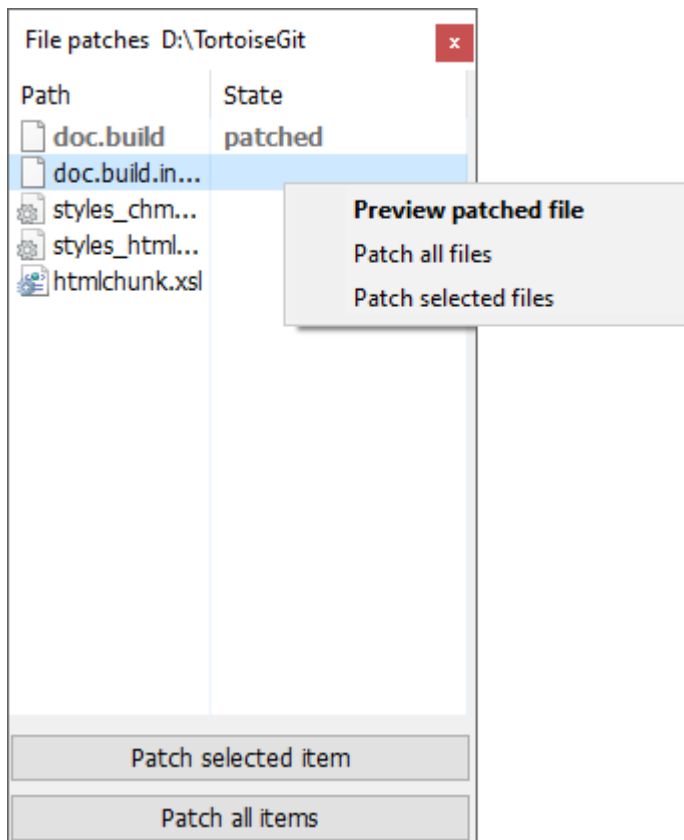 File patches D:\TortoiseGit x
Path State
doc.build patched
doc.build.in...
styles_chm...
styles_html...
htmlchunk.xsl
Preview patched file
Patch all files
Patch selected files
Patch selected item
Patch all items